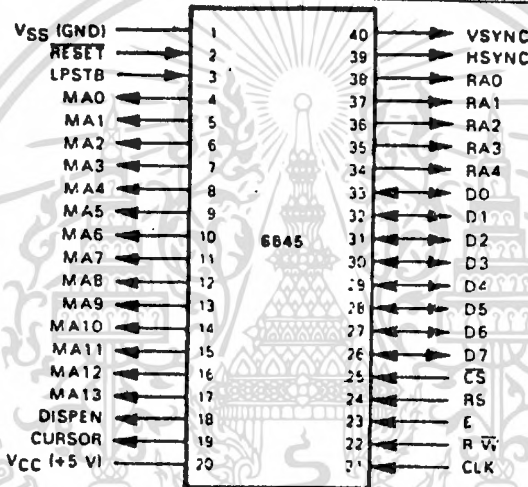 VSS (GND) 1 40 VSYNC
RESET 2 39 HSYNC
LPSTB 3 38 RA0
MA0 4 37 RA1
MA1 5 36 RA2
MA2 6 35 RA3
MA3 7 34 RA4
MA4 8 33 D0
MA5 9 32 D1
MA6 10 31 D2
MA7 11 30 D3
MA8 12 29 D4
MA9 13 28 D5
MA10 14 27 D6
MA11 15 26 D7
MA12 16 25 CS
MA13 17 24 RS
DISPEN 18 23 E
CURSOR 19 22 R W
VCC (+5 V) 20 21 CLK
6845